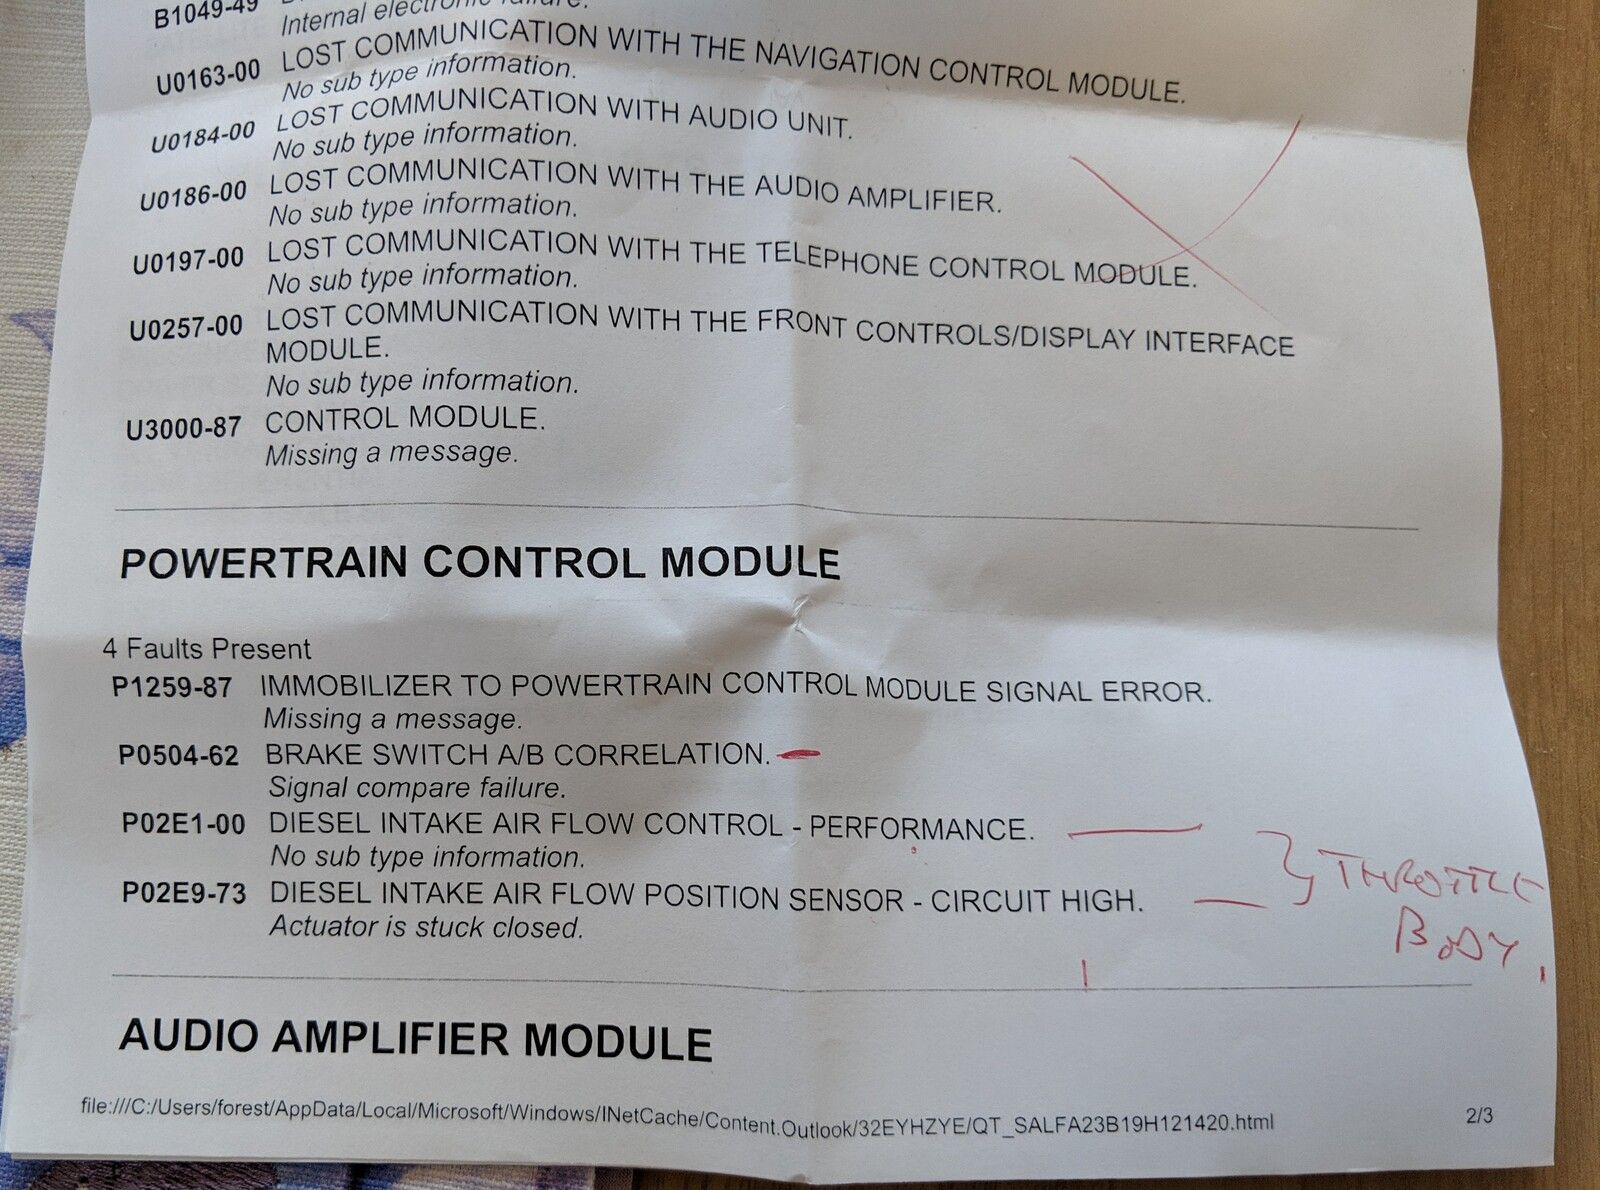 B1049-49
Internal electronic failure.
U0163-00 LOST COMMUNICATION WITH THE NAVIGATION CONTROL MODULE.
No sub type information.
U0184-00 LOST COMMUNICATION WITH AUDIO UNIT.
No sub type information.
U0186-00 LOST COMMUNICATION WITH THE AUDIO AMPLIFIER.
No sub type information.
U0197-00 LOST COMMUNICATION WITH THE TELEPHONE CONTROL MODULE.
No sub type information.
U0257-00 LOST COMMUNICATION WITH THE FRONT CONTROLS/DISPLAY INTERFACE
MODULE.
No sub type information.
U3000-87 CONTROL MODULE.
Missing a message.
POWERTRAIN CONTROL MODULE
4 Faults Present
P1259-87 IMMOBILIZER TO POWERTRAIN CONTROL MODULE SIGNAL ERROR.
Missing a message.
P0504-62 BRAKE SWITCH A/B CORRELATION.
Signal compare failure.
P02E1-00 DIESEL INTAKE AIR FLOW CONTROL - PERFORMANCE.
No sub type information.
P02E9-73 DIESEL INTAKE AIR FLOW POSITION SENSOR - CIRCUIT HIGH.
Actuator is stuck closed.
THROTTLE
BODY.
AUDIO AMPLIFIER MODULE
file:///C:/Users/forest/AppData/Local/Microsoft/Windows/INetCache/Content.Outlook/32EYHZYE/QT_SALFA23B19H121420.html 2/3